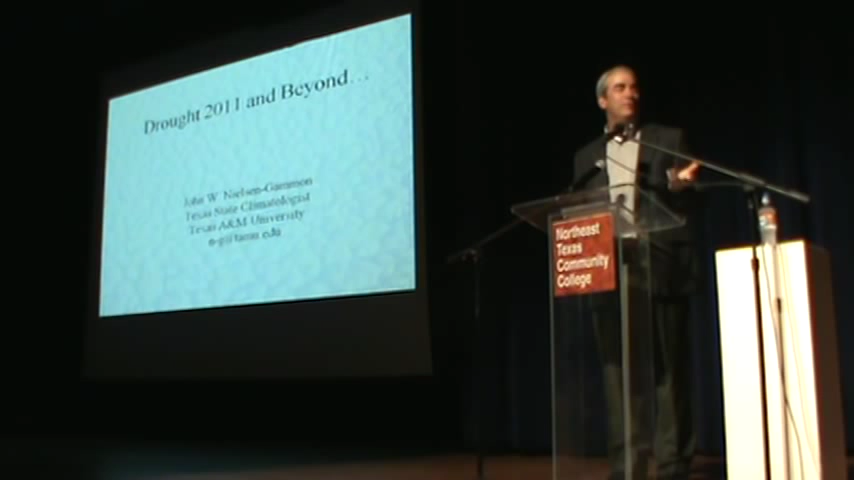 Drought 2011 and Beyond...
John W. Nielsen-Gammon
Texas State Climatologist
Texas A&M University
n-g@tamu.edu
Northeast
Texas
Community
College